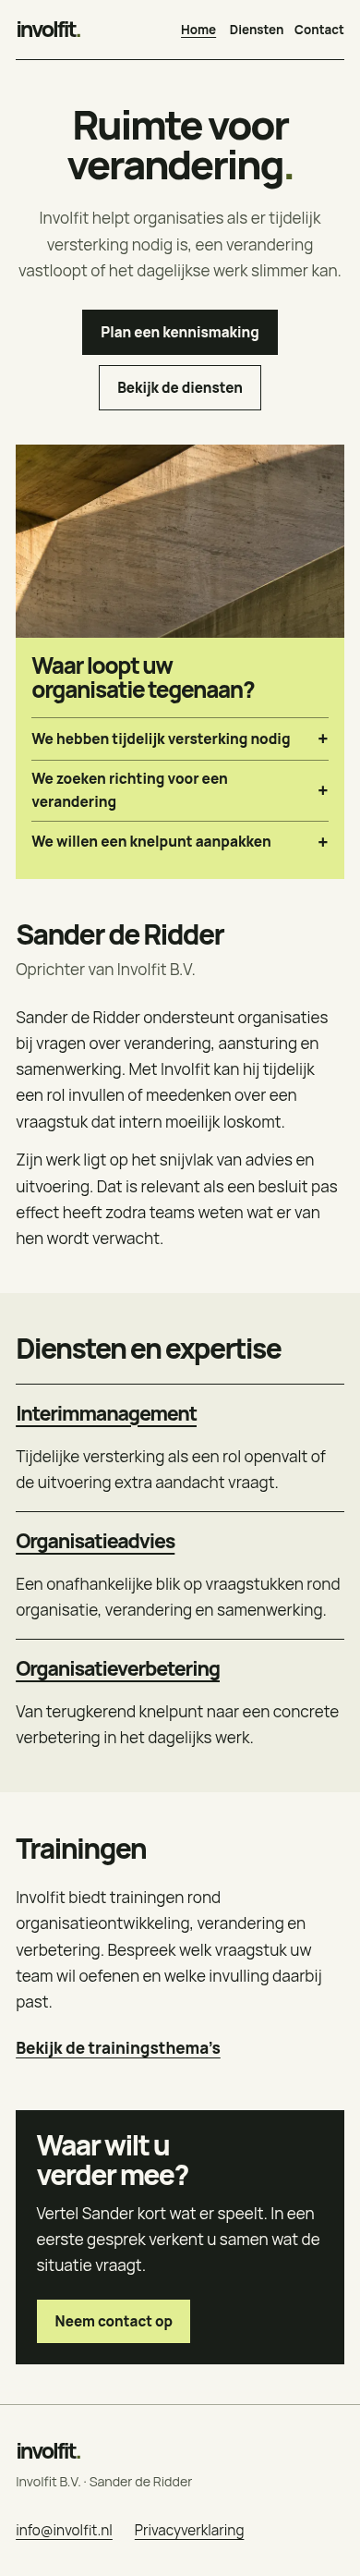 involfit.
Home Diensten Contact
Ruimte voor
verandering.
Involfit helpt organisaties als er tijdelijk
versterking nodig is, een verandering
vastloopt of het dagelijkse werk slimmer kan.
Plan een kennismaking
Bekijk de diensten
Waar loopt uw
organisatie tegenaan?
We hebben tijdelijk versterking nodig +
We zoeken richting voor een
verandering +
We willen een knelpunt aanpakken +
Sander de Ridder
Oprichter van Involfit B.V.
Sander de Ridder ondersteunt organisaties
bij vragen over verandering, aansturing en
samenwerking. Met Involfit kan hij tijdelijk
een rol invullen of meedenken over een
vraagstuk dat intern moeilijk loskomt.
Zijn werk ligt op het snijvlak van advies en
uitvoering. Dat is relevant als een besluit pas
effect heeft zodra teams weten wat er van
hen wordt verwacht.
Diensten en expertise
Interimmanagement
Tijdelijke versterking als een rol openvalt of
de uitvoering extra aandacht vraagt.
Organisatieadvies
Een onafhankelijke blik op vraagstukken rond
organisatie, verandering en samenwerking.
Organisatieverbetering
Van terugkerend knelpunt naar een concrete
verbetering in het dagelijks werk.
Trainingen
Involfit biedt trainingen rond
organisatieontwikkeling, verandering en
verbetering. Bespreek welk vraagstuk uw
team wil oefenen en welke invulling daarbij
past.
Bekijk de trainingsthema's
Waar wilt u
verder mee?
Vertel Sander kort wat er speelt. In een
eerste gesprek verkent u samen wat de
situatie vraagt.
Neem contact op
involfit.
Involfit B.V. · Sander de Ridder
info@involfit.nl Privacyverklaring